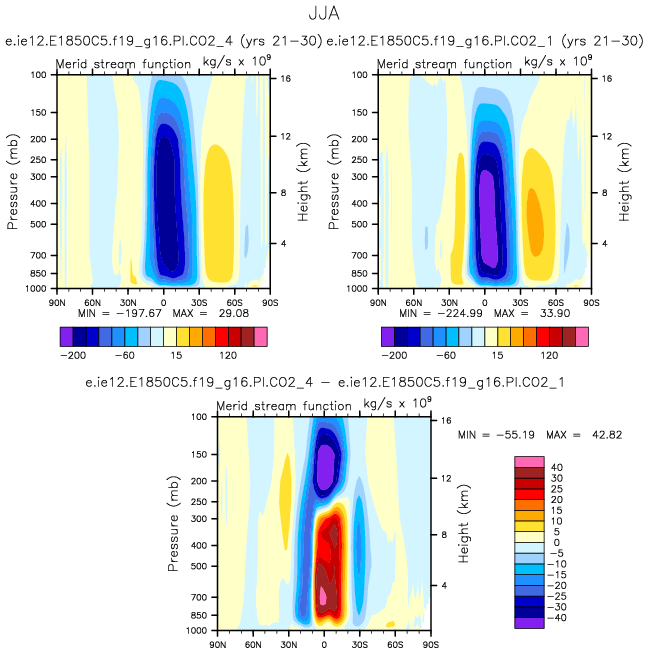 JJA
e.ie12.E1850C5.f19_g16.PI.CO2_4 (yrs 21-30) e.ie12.E1850C5.f19_g16.PI.CO2_1 (yrs 21-30)
Merid stream function kg/s x 10⁹
Pressure (mb)
100
150
200
250
300
400
500
700
850
1000
16
12
8
4
Height (km)
90N 60N 30N 0 30S 60S 90S
MIN = -197.67 MAX = 29.08
-200 -60 15 120
Merid stream function kg/s x 10⁹
Pressure (mb)
100
150
200
250
300
400
500
700
850
1000
16
12
8
4
Height (km)
90N 60N 30N 0 30S 60S 90S
MIN = -224.99 MAX = 33.90
-200 -60 15 120
e.ie12.E1850C5.f19_g16.PI.CO2_4 - e.ie12.E1850C5.f19_g16.PI.CO2_1
Merid stream function kg/s x 10⁹
Pressure (mb)
100
150
200
250
300
400
500
700
850
1000
16
12
8
4
Height (km)
90N 60N 30N 0 30S 60S 90S
MIN = -55.19 MAX = 42.82
40
30
25
20
15
10
5
0
-5
-10
-15
-20
-25
-30
-40